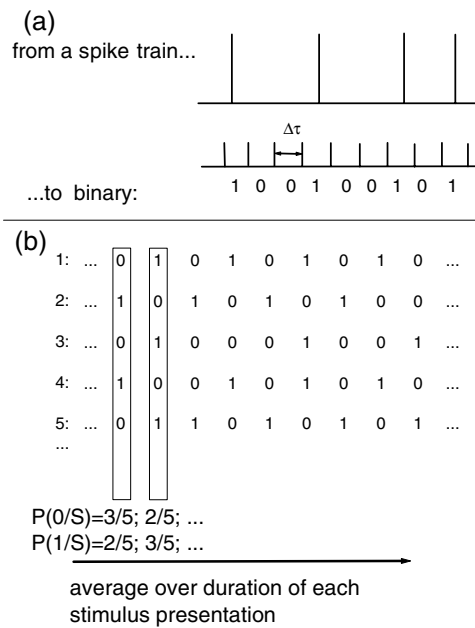 (a)
from a spike train...
Δτ
...to binary: 1 0 0 1 0 0 1 0 1
(b)
1: ... 0 1 0 1 0 1 0 1 0 ...
2: ... 1 0 1 0 1 0 1 0 0 ...
3: ... 0 1 0 0 0 1 0 0 1 ...
4: ... 1 0 0 1 0 1 0 1 0 ...
5: ... 0 1 1 0 1 0 1 0 1 ...
...
P(0/S)=3/5; 2/5; ...
P(1/S)=2/5; 3/5; ...
average over duration of each
stimulus presentation